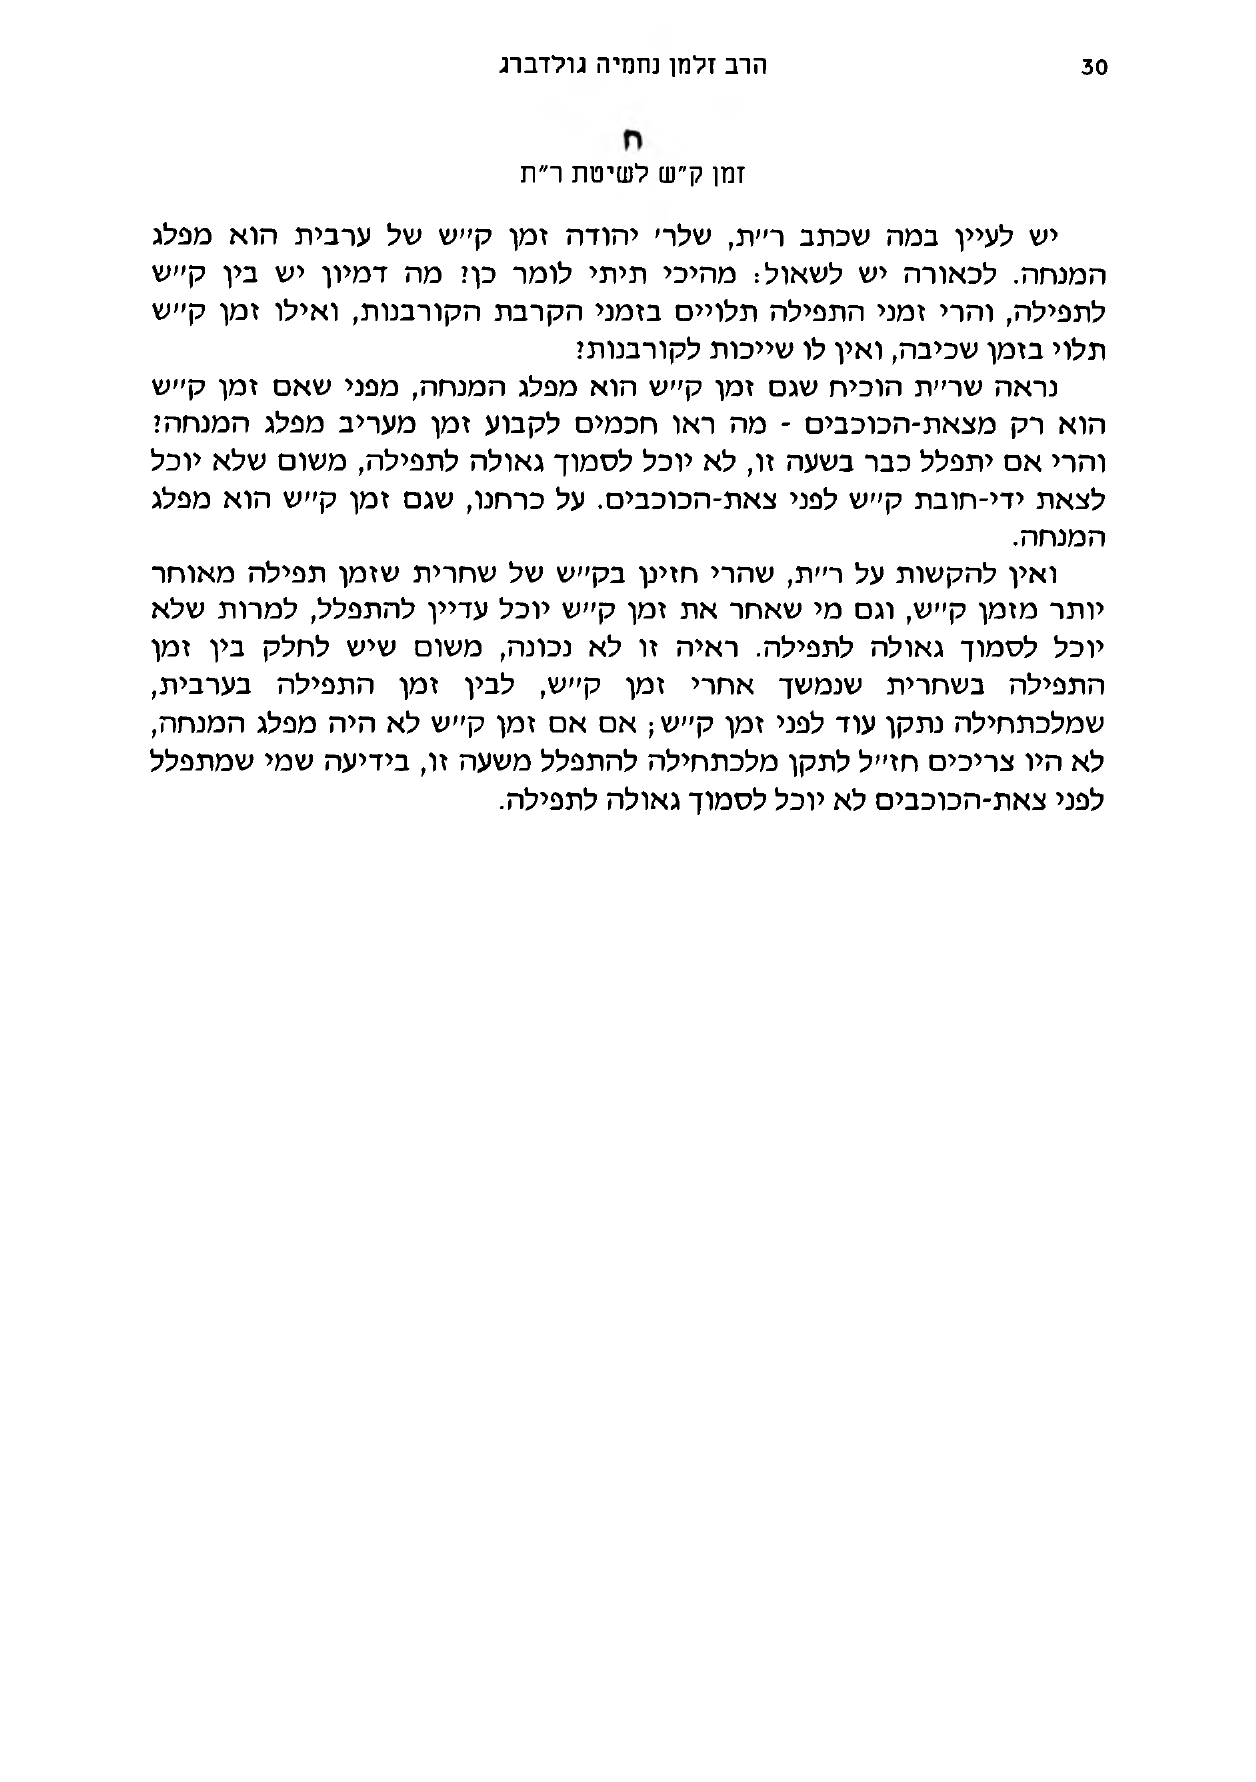 30
הרב זלמן נחמיה גולדברג
ח
זמן ק״ש לשיטת ר״ת
יש לעיין במה שכתב ר״ת, שלר׳ יהודה זמן ק״ש של ערבית הוא מפלג
המנחה. לכאורה יש לשאול: מהיכי תיתי לומר כן? מה דמיון יש בין ק״ש
לתפילה, והרי זמני התפילה תלויים בזמני הקרבת הקורבנות, ואילו זמן ק״ש
תלוי בזמן שכיבה, ואין לו שייכות לקורבנות?
נראה שר״ת הוכיח שגם זמן ק״ש הוא מפלג המנחה, מפני שאם זמן ק״ש
הוא רק מצאת-הכוכבים - מה ראו חכמים לקבוע זמן מעריב מפלג המנחה?
והרי אם יתפלל כבר בשעה זו, לא יוכל לסמוך גאולה לתפילה, משום שלא יוכל
לצאת ידי-חובת ק״ש לפני צאת-הכוכבים. על כרחנו, שגם זמן ק״ש הוא מפלג
המנחה.
ואין להקשות על ר״ת, שהרי חזינן בק״ש של שחרית שזמן תפילה מאוחר
יותר מזמן ק״ש, וגם מי שאחר את זמן ק״ש יוכל עדיין להתפלל, למרות שלא
יוכל לסמוך גאולה לתפילה. ראיה זו לא נכונה, משום שיש לחלק בין זמן
התפילה בשחרית שנמשך אחרי זמן ק״ש, לבין זמן התפילה בערבית,
שמלכתחילה נתקן עוד לפני זמן ק״ש; אם אם זמן ק״ש לא היה מפלג המנחה,
לא היו צריכים חז״ל לתקן מלכתחילה להתפלל משעה זו, בידיעה שמי שמתפלל
לפני צאת-הכוכבים לא יוכל לסמוך גאולה לתפילה.